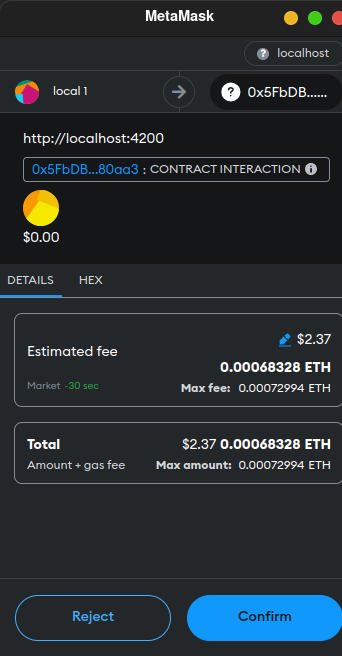 MetaMask
? localhost
local 1
? 0x5FbDB......
http://localhost:4200
0x5FbDB...80aa3 : CONTRACT INTERACTION i
$0.00
DETAILS HEX
$2.37
Estimated fee
0.00068328 ETH
Market ~30 sec
Max fee: 0.00072994 ETH
Total $2.37 0.00068328 ETH
Amount + gas fee Max amount: 0.00072994 ETH
Reject Confirm